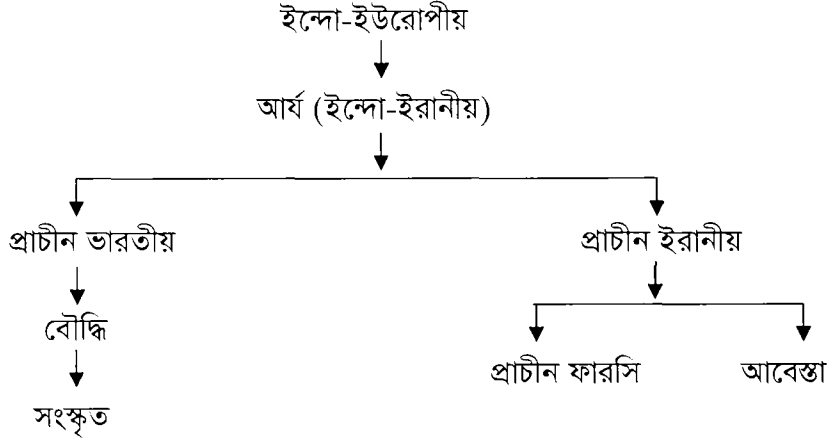 ইন্দো-ইউরোপীয়
আর্য (ইন্দো-ইরানীয়)
প্রাচীন ভারতীয় প্রাচীন ইরানীয়
বৌদ্ধি
প্রাচীন ফারসি আবেস্তা
সংস্কৃত